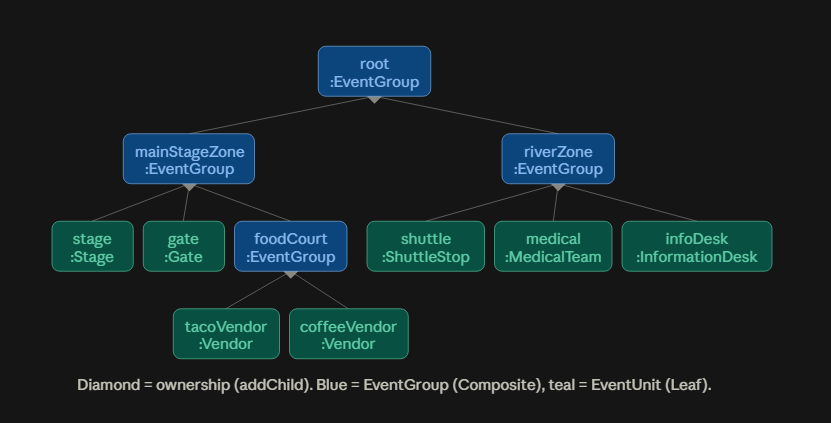 root
:EventGroup
mainStageZone
:EventGroup
riverZone
:EventGroup
stage
:Stage
gate
:Gate
foodCourt
:EventGroup
shuttle
:ShuttleStop
medical
:MedicalTeam
infoDesk
:InformationDesk
tacoVendor
:Vendor
coffeeVendor
:Vendor
Diamond = ownership (addChild). Blue = EventGroup (Composite), teal = EventUnit (Leaf).